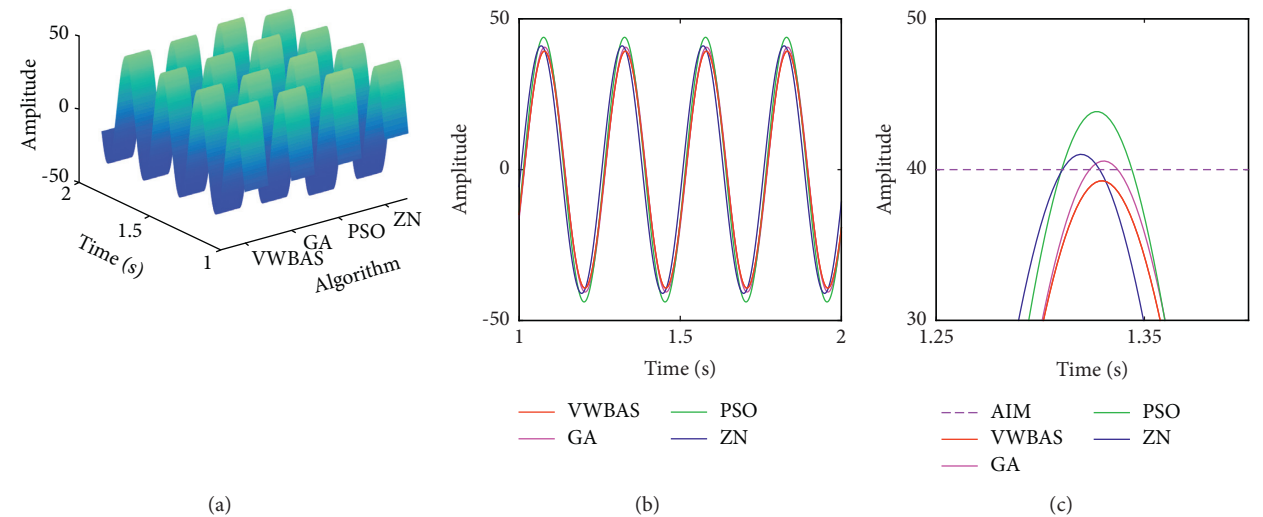 50
0
-50
Amplitude
2
1.5
1
Time (s)
VWBAS
GA
PSO
ZN
Algorithm
(a)
50
0
-50
Amplitude
1
1.5
2
Time (s)
VWBAS
PSO
GA
ZN
(b)
50
40
30
Amplitude
1.25
1.35
Time (s)
AIM
PSO
VWBAS
ZN
GA
(c)